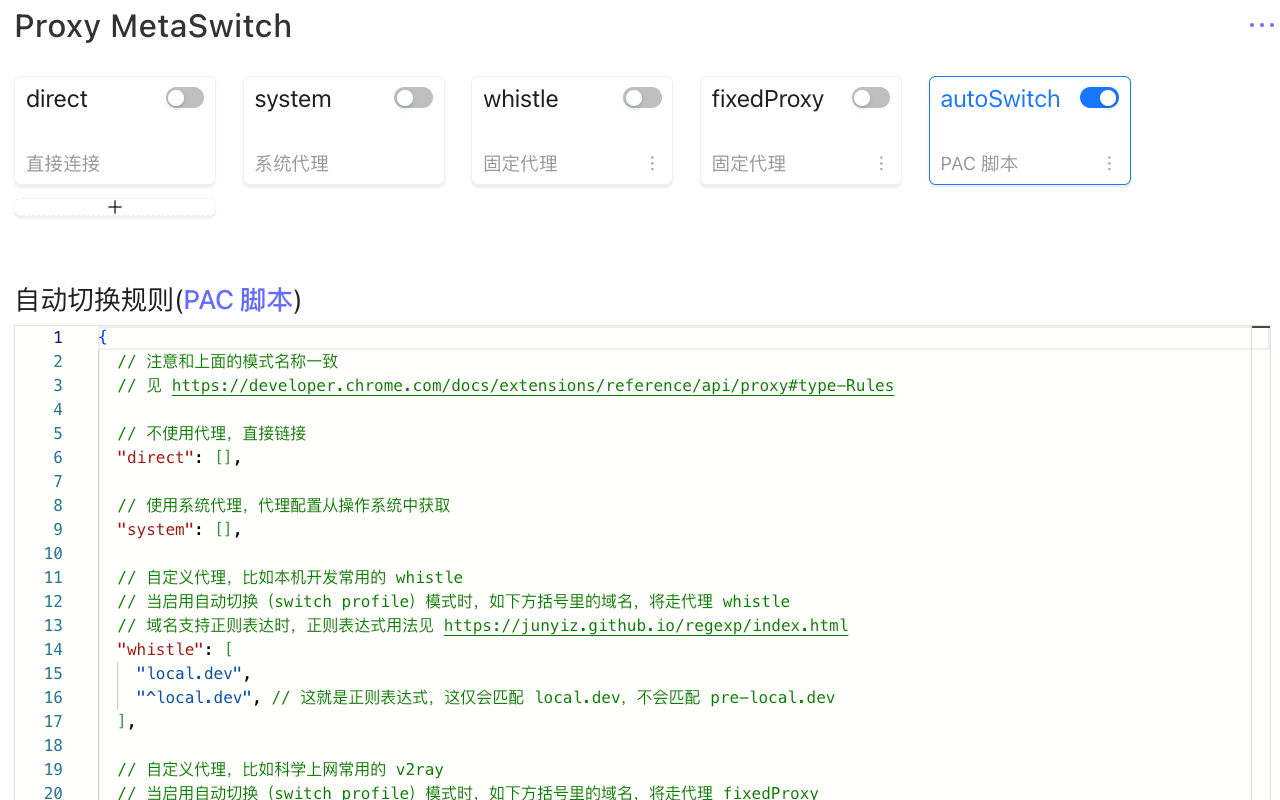 Proxy MetaSwitch
direct
直接连接
system
系统代理
whistle
固定代理
fixedProxy
固定代理
autoSwitch
PAC 脚本
+
自动切换规则(PAC 脚本)
1 {
2 // 注意和上面的模式名称一致
3 // 见 https://developer.chrome.com/docs/extensions/reference/api/proxy#type-Rules
4
5 // 不使用代理，直接链接
6 "direct": [],
7
8 // 使用系统代理，代理配置从操作系统中获取
9 "system": [],
10
11 // 自定义代理，比如本机开发常用的 whistle
12 // 当启用自动切换（switch profile）模式时，如下方括号里的域名，将走代理 whistle
13 // 域名支持正则表达时，正则表达式用法见 https://junyiz.github.io/regexp/index.html
14 "whistle": [
15 "local.dev",
16 "^local.dev", // 这就是正则表达式，这仅会匹配 local.dev，不会匹配 pre-local.dev
17 ],
18
19 // 自定义代理，比如科学上网常用的 v2ray
20 // 当启用自动切换（switch profile）模式时，如下方括号里的域名，将走代理 fixedProxy